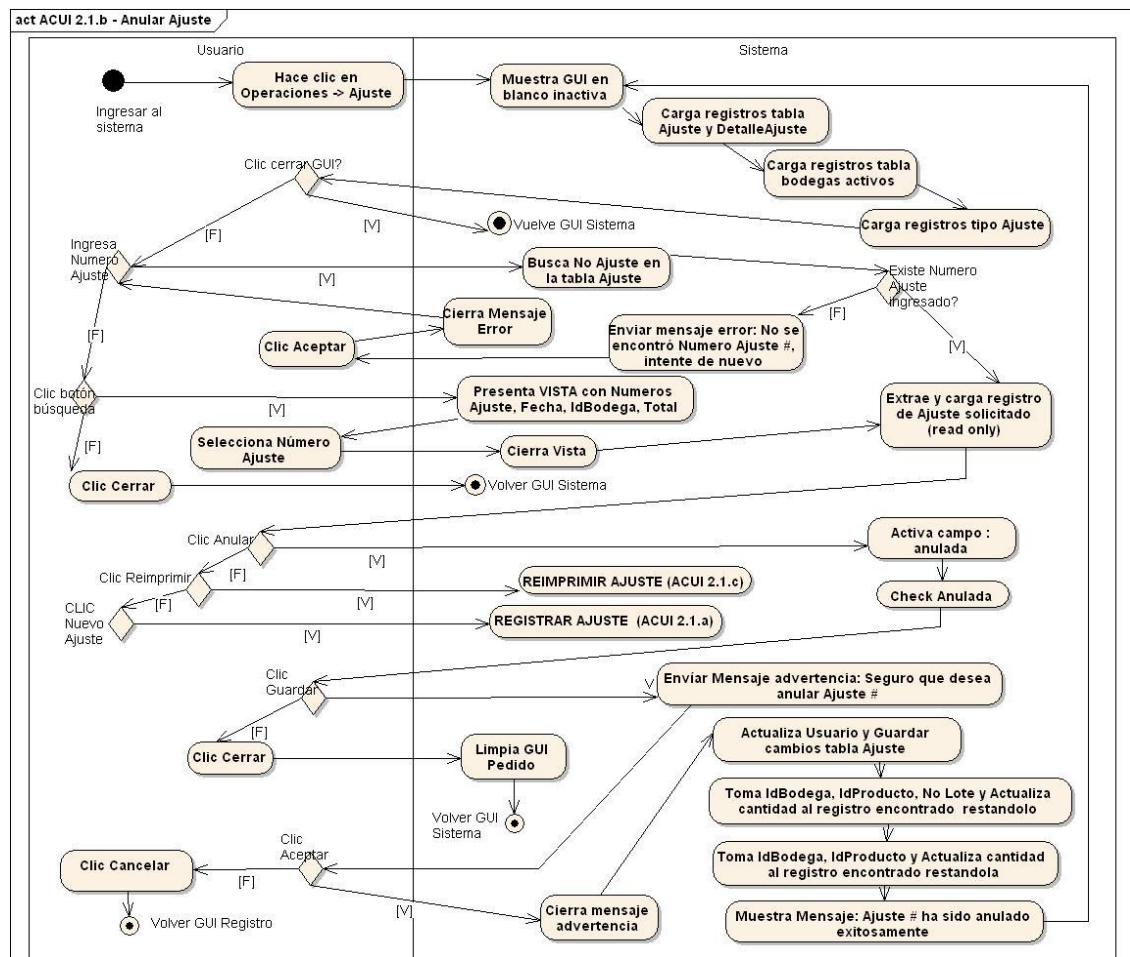 act ACUI 2.1.b - Anular Ajuste
Usuario
Sistema
Ingresar al
sistema
Hace clic en
Operaciones -> Ajuste
Muestra GUI en
blanco inactiva
Carga registros tabla
Ajuste y DetalleAjuste
Carga registros tabla
bodegas activos
Carga registros tipo Ajuste
Clic cerrar GUI?
[F]
[V]
Vuelve GUI Sistema
Ingresa
Numero
Ajuste
[V]
[F]
Busca No Ajuste en
la tabla Ajuste
Existe Numero
Ajuste
ingresado?
[F]
[V]
Cierra Mensaje
Error
Clic Aceptar
Enviar mensaje error: No se
encontró Numero Ajuste #,
intente de nuevo
Clic botón
búsqueda
[V]
[F]
Presenta VISTA con Numeros
Ajuste, Fecha, IdBodega, Total
Extrae y carga registro
de Ajuste solicitado
(read only)
Selecciona Número
Ajuste
Cierra Vista
Clic Cerrar
Volver GUI Sistema
Clic Anular
[V]
[F]
Activa campo :
anulada
Check Anulada
Clic Reimprimir
[F]
[V]
REIMPRIMIR AJUSTE (ACUI 2.1.c)
CLIC
Nuevo
Ajuste
[V]
REGISTRAR AJUSTE (ACUI 2.1.a)
Clic
Guardar
V
[F]
Enviar Mensaje advertencia: Seguro que desea
anular Ajuste #
Clic Cerrar
Limpia GUI
Pedido
Volver GUI
Sistema
Actualiza Usuario y Guardar
cambios tabla Ajuste
Toma IdBodega, IdProducto, No Lote y Actualiza
cantidad al registro encontrado restandolo
Toma IdBodega, IdProducto y Actualiza cantidad
al registro encontrado restandola
Muestra Mensaje: Ajuste # ha sido anulado
exitosamente
Clic
Aceptar
[F]
[V]
Clic Cancelar
Volver GUI Registro
Cierra mensaje
advertencia